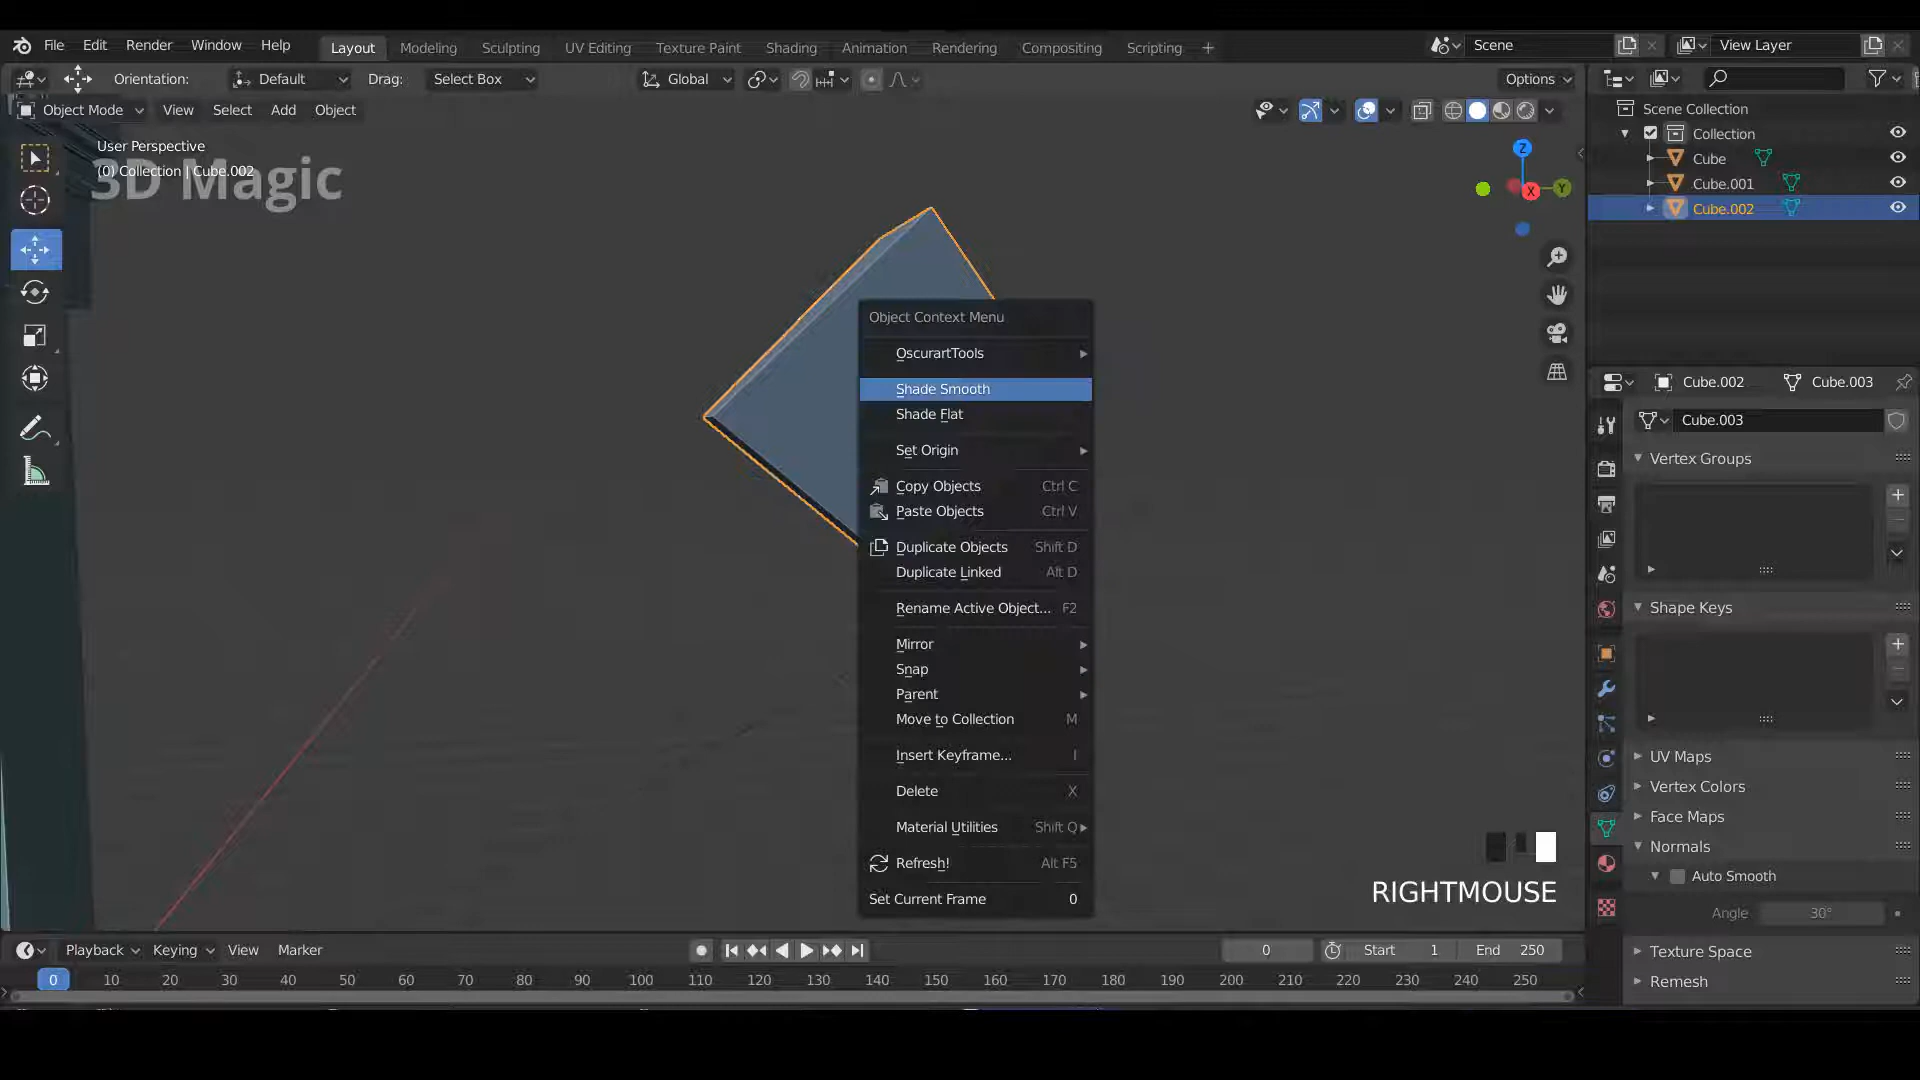 File Edit Render Window Help Layout Modeling Sculpting UV Editing Texture Paint Shading Animation Rendering Compositing Scripting + Scene View Layer
Orientation: Default Drag: Select Box Global Options
Object Mode View Select Add Object
User Perspective
(0) Collection | Cube.002
3D Magic
Z
X
Y
Scene Collection
Collection
Cube
Cube.001
Cube.002
Object Context Menu
OscurartTools
Shade Smooth
Shade Flat
Set Origin
Copy Objects Ctrl C
Paste Objects Ctrl V
Duplicate Objects Shift D
Duplicate Linked Alt D
Rename Active Object... F2
Mirror
Snap
Parent
Move to Collection M
Insert Keyframe... I
Delete X
Material Utilities Shift Q
Refresh! Alt F5
Set Current Frame 0
RIGHTMOUSE
Cube.002 Cube.003
Cube.003
Vertex Groups
Shape Keys
UV Maps
Vertex Colors
Face Maps
Normals
Auto Smooth
Angle 30°
Texture Space
Remesh
Playback Keying View Marker 0 Start 1 End 250
0 10 20 30 40 50 60 70 80 90 100 110 120 130 140 150 160 170 180 190 200 210 220 230 240 250